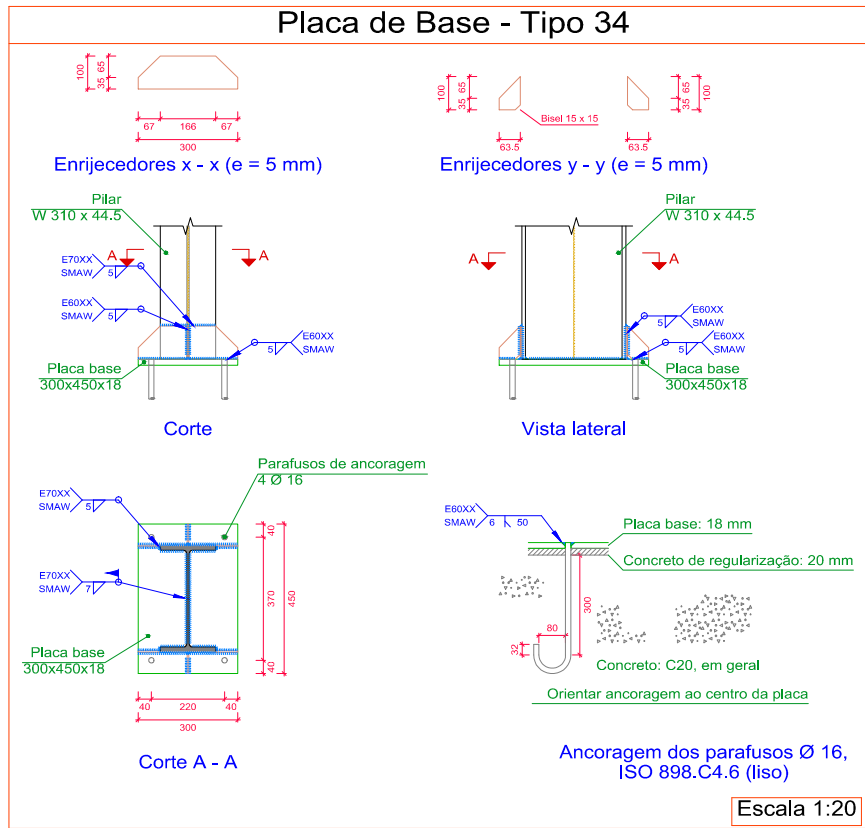 Placa de Base - Tipo 34
100
65
35
67
166
67
300
Enrijecedores x - x (e = 5 mm)
100
65
35
65
35
100
Bisel 15 x 15
63.5
63.5
Enrijecedores y - y (e = 5 mm)
Pilar
W 310 x 44.5
A
A
E70XX
SMAW
5
E60XX
SMAW
5
E60XX
SMAW
5
Placa base
300x450x18
Corte
Pilar
W 310 x 44.5
A
A
E60XX
SMAW
5
E60XX
SMAW
5
Placa base
300x450x18
Vista lateral
Parafusos de ancoragem
4 Ø 16
E70XX
SMAW
5
E70XX
SMAW
7
40
370
450
40
Placa base
300x450x18
40
220
40
300
Corte A - A
E60XX
SMAW
6
50
Placa base: 18 mm
Concreto de regularização: 20 mm
300
80
32
Concreto: C20, em geral
Orientar ancoragem ao centro da placa
Ancoragem dos parafusos Ø 16,
ISO 898.C4.6 (liso)
Escala 1:20